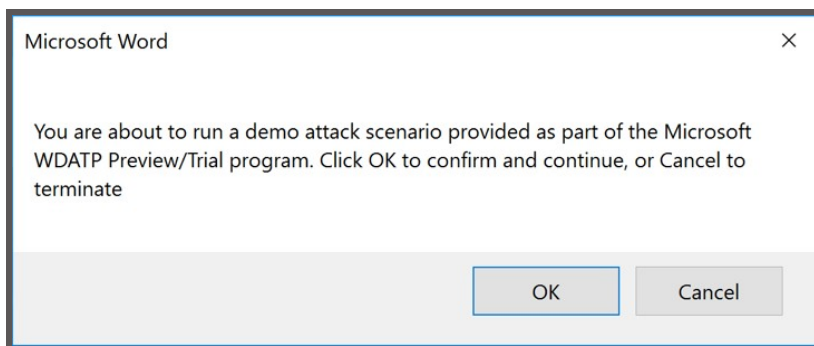 Microsoft Word
You are about to run a demo attack scenario provided as part of the Microsoft
WDATP Preview/Trial program. Click OK to confirm and continue, or Cancel to
terminate
OK Cancel